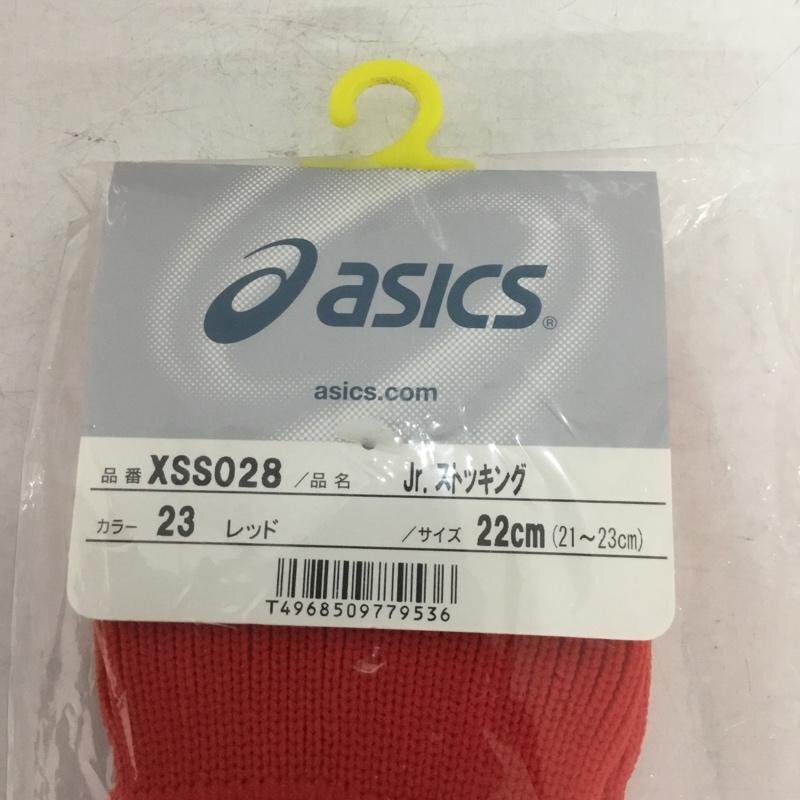 asics®
asics.com
品番 XSS028 /品名 Jr.ストッキング
カラー 23 レッド /サイズ 22cm (21〜23cm)
T4968509779536